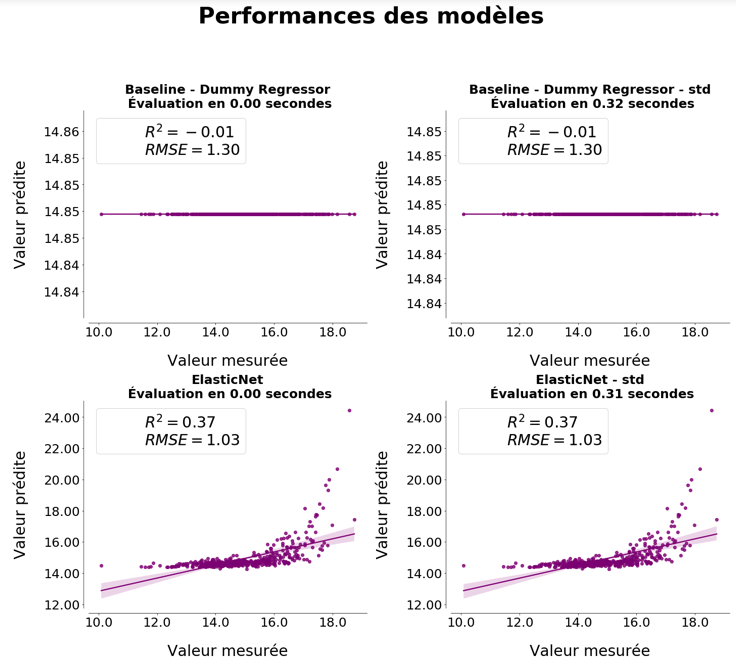 Performances des modèles
Baseline - Dummy Regressor
Évaluation en 0.00 secondes
R² = −0.01
RMSE = 1.30
Valeur prédite
14.86
14.85
14.85
14.85
14.85
14.84
14.84
10.0 12.0 14.0 16.0 18.0
Valeur mesurée
Baseline - Dummy Regressor - std
Évaluation en 0.32 secondes
R² = −0.01
RMSE = 1.30
Valeur prédite
14.85
14.85
14.85
14.85
14.85
14.84
14.84
14.84
10.0 12.0 14.0 16.0 18.0
Valeur mesurée
ElasticNet
Évaluation en 0.00 secondes
R² = 0.37
RMSE = 1.03
Valeur prédite
24.00
22.00
20.00
18.00
16.00
14.00
12.00
10.0 12.0 14.0 16.0 18.0
Valeur mesurée
ElasticNet - std
Évaluation en 0.31 secondes
R² = 0.37
RMSE = 1.03
Valeur prédite
24.00
22.00
20.00
18.00
16.00
14.00
12.00
10.0 12.0 14.0 16.0 18.0
Valeur mesurée